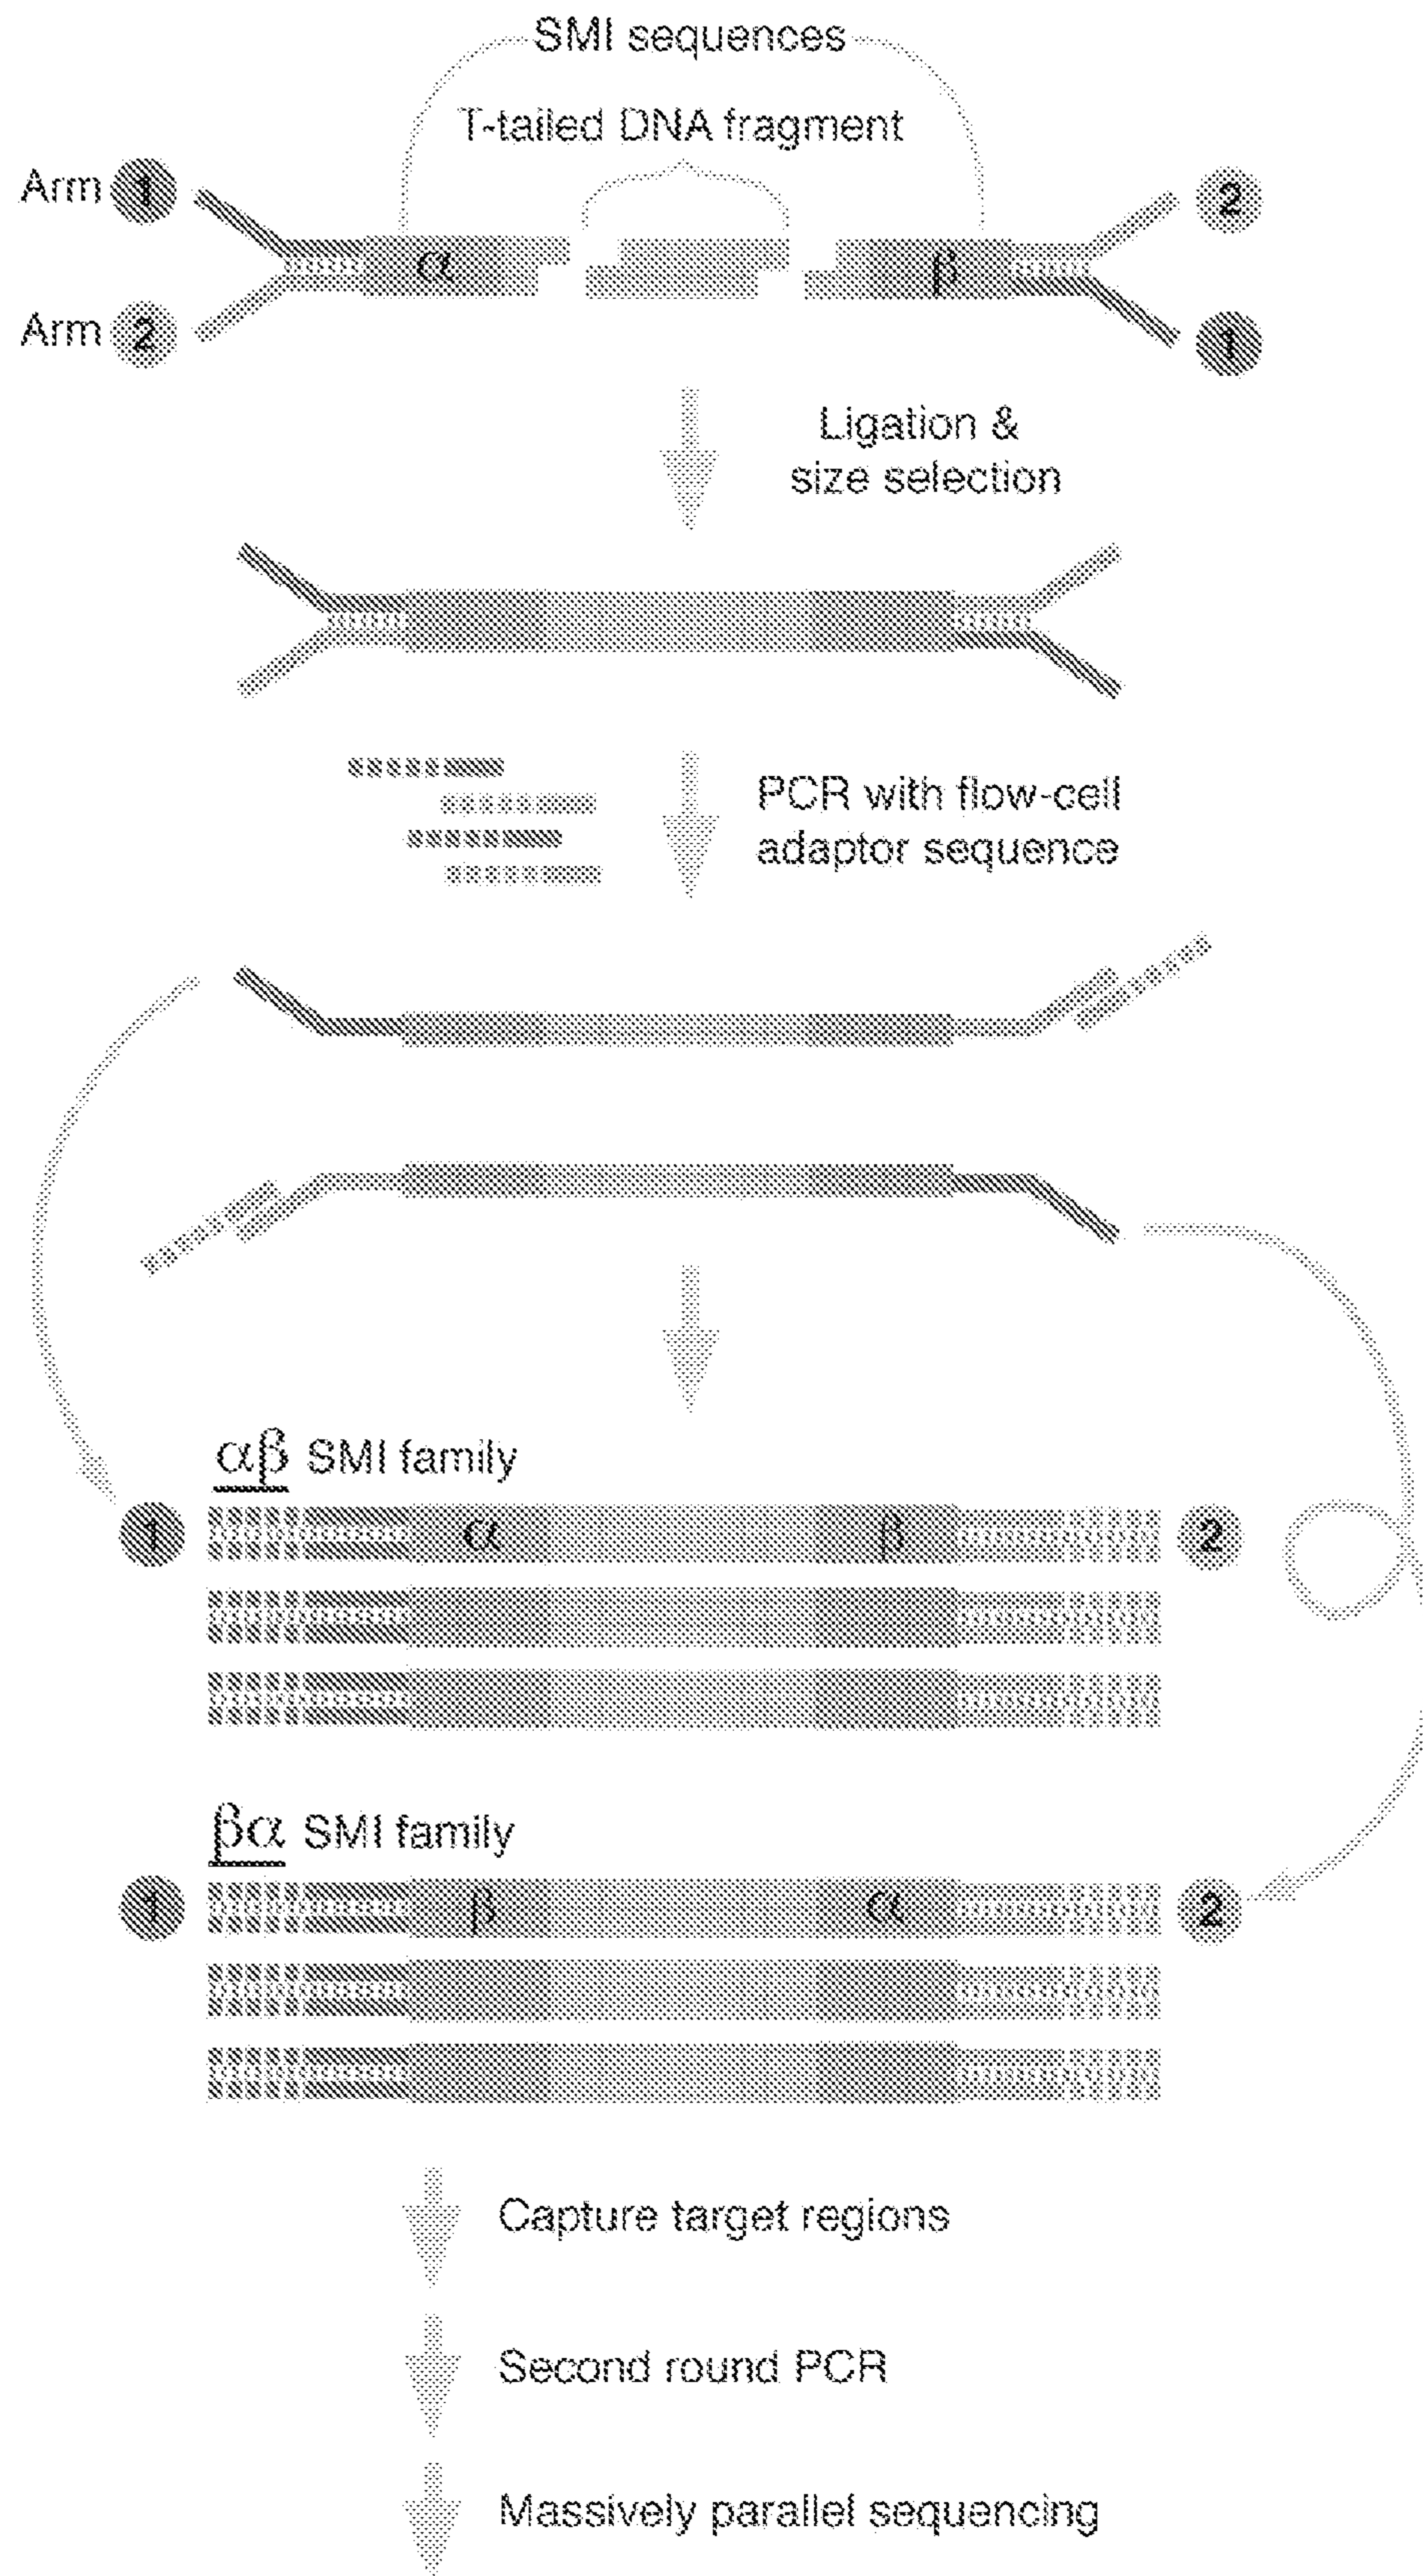 SMI sequences
T-tailed DNA fragment
Arm 1
2
α
β
Arm 2
1
Ligation &
size selection
PCR with flow-cell
adaptor sequence
αβ SMI family
1
α
β
2
βα SMI family
1
β
α
2
Capture target regions
Second round PCR
Massively parallel sequencing